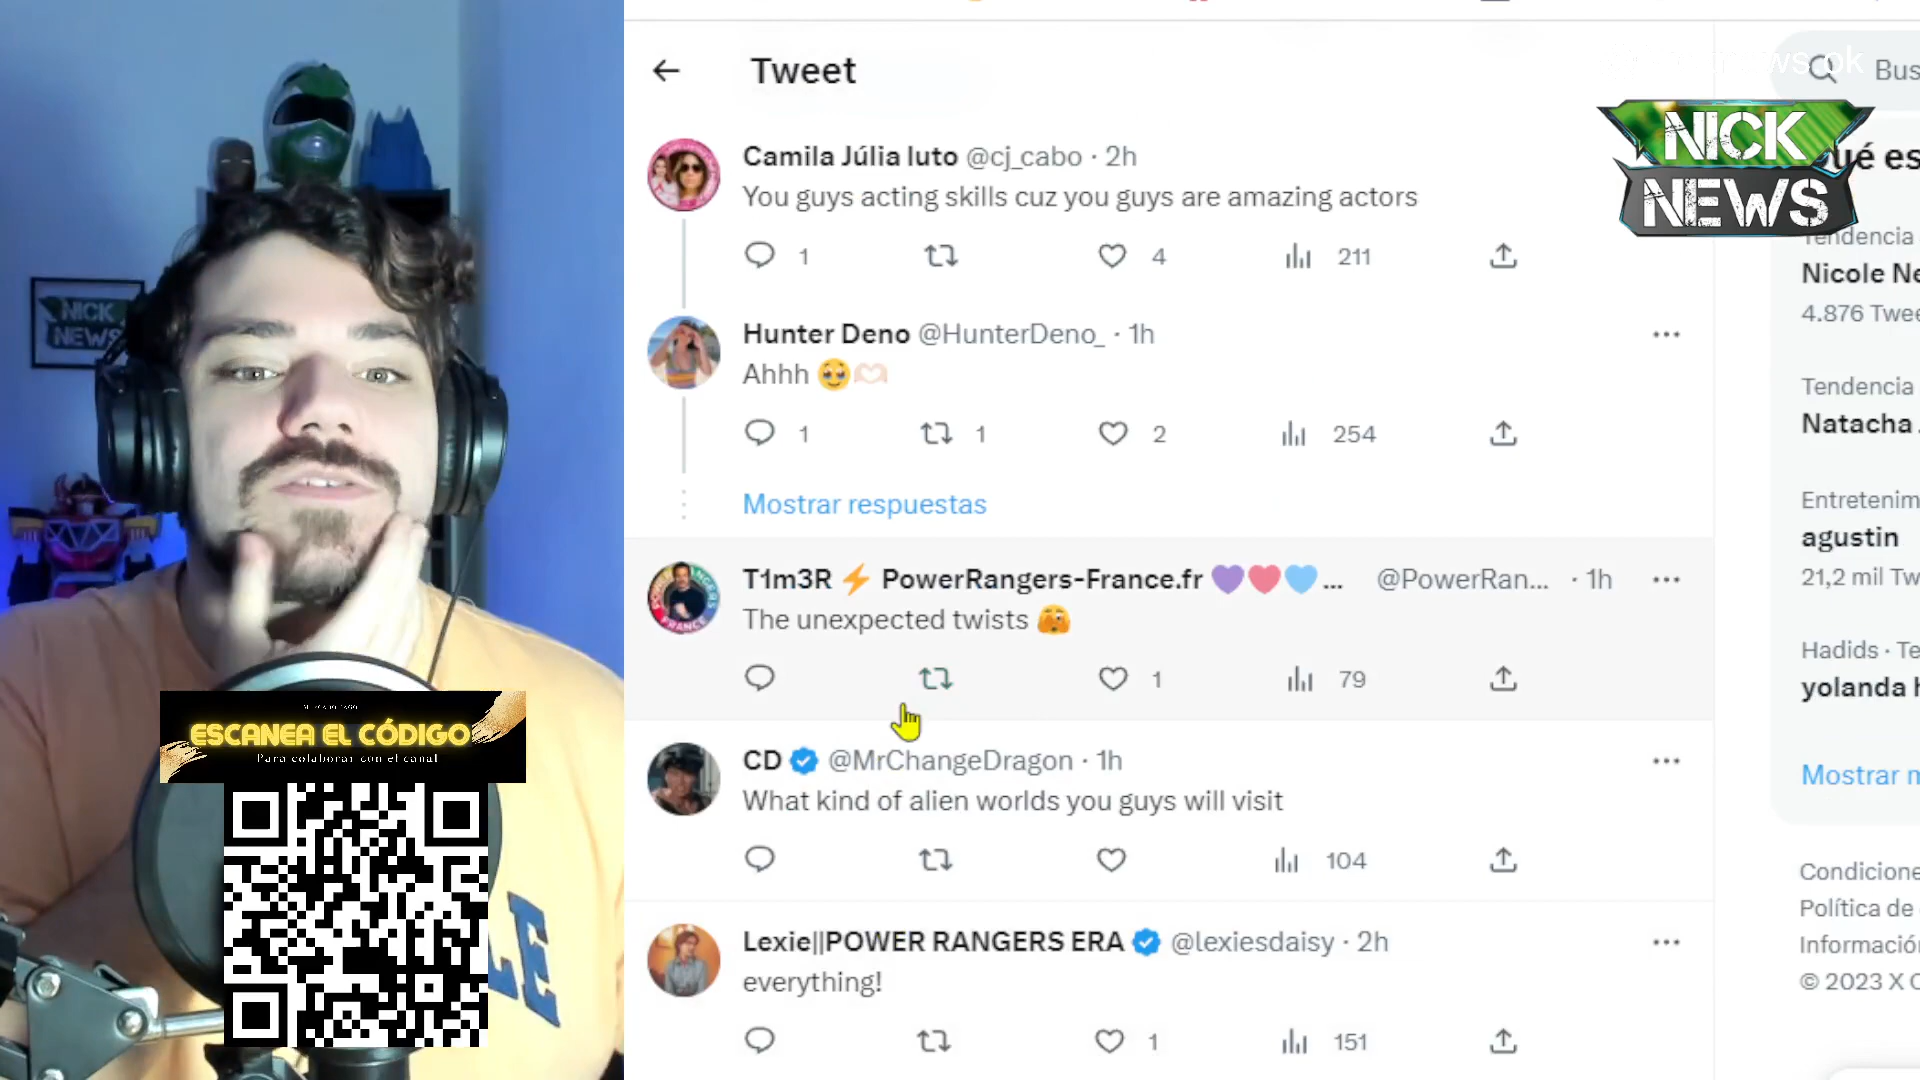 Tweet
Bus
NICK
NEWS
ué es
Camila Júlia luto @cj_cabo · 2h
You guys acting skills cuz you guys are amazing actors
1
4
211
Tendencia
Nicole Ne
4.876 Twee
Hunter Deno @HunterDeno_ · 1h
Ahhh 🥹🫶🏻
1
1
2
254
Mostrar respuestas
Tendencia
Natacha
Entretenim
agustin
21,2 mil Tw
T1m3R ⚡ PowerRangers-France.fr 💜❤️🩵... @PowerRan... · 1h
The unexpected twists 🫣
1
79
Hadids · Te
yolanda h
Mostrar m
CD @MrChangeDragon · 1h
What kind of alien worlds you guys will visit
104
Condicione
Política de
Informació
© 2023 X C
Lexie||POWER RANGERS ERA @lexiesdaisy · 2h
everything!
1
151
NICK
NEWS
ESCANEA EL CÓDIGO
Para colaborar con el canal
LE